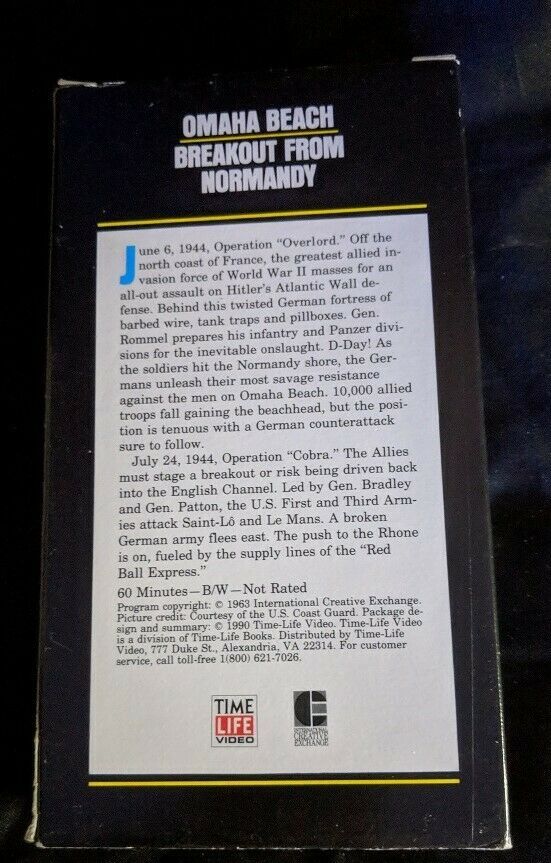 OMAHA BEACH
BREAKOUT FROM
NORMANDY
June 6, 1944, Operation "Overlord." Off the
north coast of France, the greatest allied in-
vasion force of World War II masses for an
all-out assault on Hitler's Atlantic Wall de-
fense. Behind this twisted German fortress of
barbed wire, tank traps and pillboxes. Gen.
Rommel prepares his infantry and Panzer divi-
sions for the inevitable onslaught. D-Day! As
the soldiers hit the Normandy shore, the Ger-
mans unleash their most savage resistance
against the men on Omaha Beach. 10,000 allied
troops fall gaining the beachhead, but the posi-
tion is tenuous with a German counterattack
sure to follow.
July 24, 1944, Operation "Cobra." The Allies
must stage a breakout or risk being driven back
into the English Channel. Led by Gen. Bradley
and Gen. Patton, the U.S. First and Third Arm-
ies attack Saint-Lô and Le Mans. A broken
German army flees east. The push to the Rhone
is on, fueled by the supply lines of the "Red
Ball Express."
60 Minutes—B/W—Not Rated
Program copyright: © 1963 International Creative Exchange.
Picture credit: Courtesy of the U.S. Coast Guard. Package de-
sign and summary: © 1990 Time-Life Video. Time-Life Video
is a division of Time-Life Books. Distributed by Time-Life
Video, 777 Duke St., Alexandria, VA 22314. For customer
service, call toll-free 1(800) 621-7026.
TIME
LIFE
VIDEO
INTERNATIONAL
CREATIVE
EXCHANGE